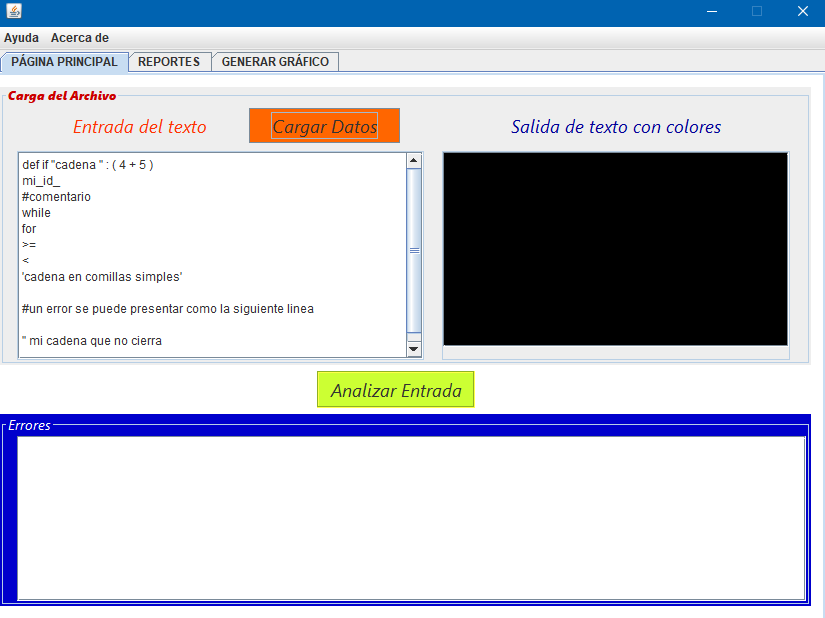 Ayuda Acerca de
PÁGINA PRINCIPAL REPORTES GENERAR GRÁFICO
Carga del Archivo
Entrada del texto Cargar Datos Salida de texto con colores
def if "cadena " : ( 4 + 5 )
mi_id_
#comentario
while
for
>=
<
'cadena en comillas simples'
#un error se puede presentar como la siguiente linea
" mi cadena que no cierra
Analizar Entrada
Errores